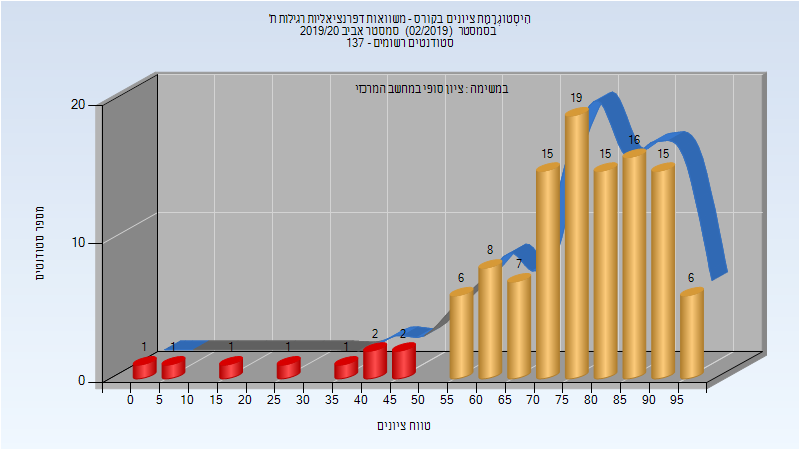 היסטוגרמת ציונים בקורס - משוואות דפרנציאליות רגילות ת'
בסמסטר (02/2019) סמסטר אביב 2019/20
סטודנטים רשומים - 137
במשימה : ציון סופי במחשב המרכזי
מספר סטודנטים
20
10
0
1 1 1 1 1 2 2 6 8 7 15 19 15 16 15 6
0 5 10 15 20 25 30 35 40 45 50 55 60 65 70 75 80 85 90 95
טווח ציונים